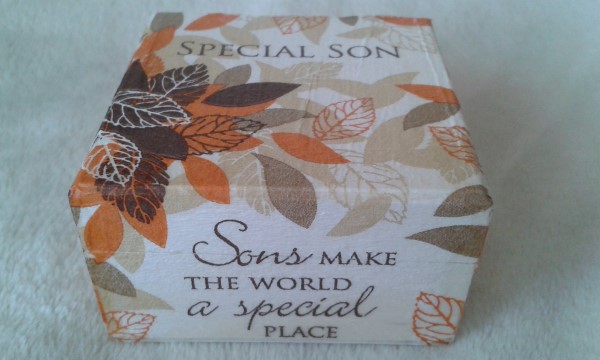 SPECIAL SON
Sons MAKE
THE WORLD
a special
PLACE